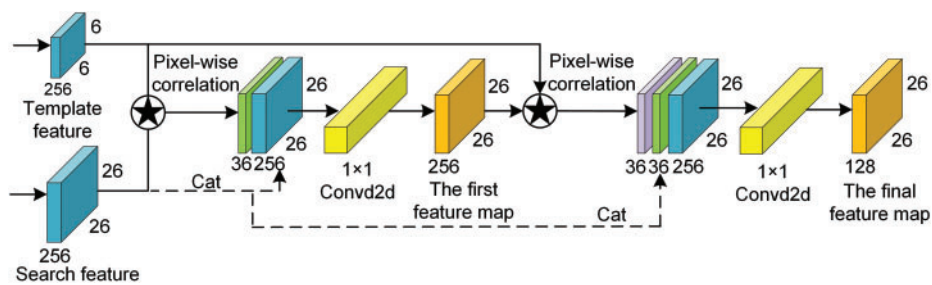 6
6
256
Template
feature
Pixel-wise
correlation
26
26
36 256
Cat
1×1
Convd2d
26
26
256
The first
feature map
Pixel-wise
correlation
26
26
36 36 256
Cat
1×1
Convd2d
26
26
128
The final
feature map
26
26
256
Search feature